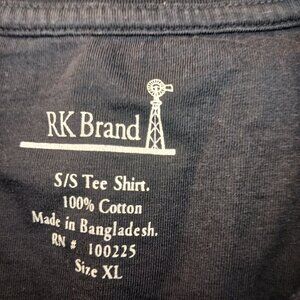 RK Brand
S/S Tee Shirt.
100% Cotton
Made in Bangladesh.
RN # 100225
Size XL